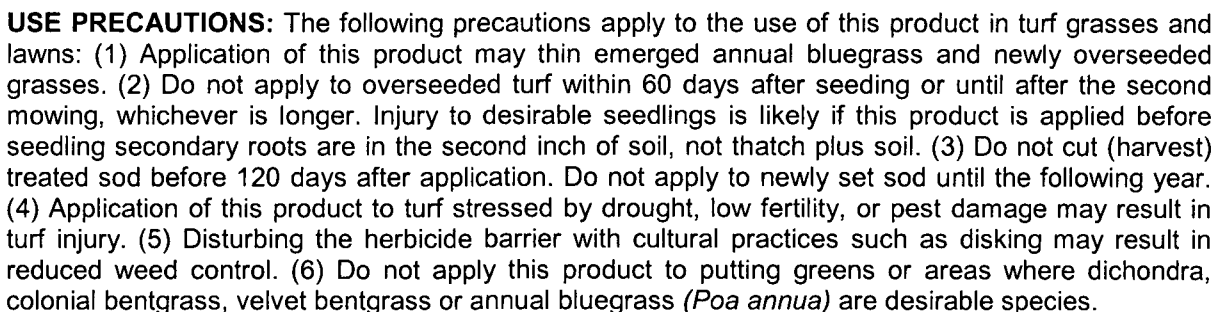 USE PRECAUTIONS: The following precautions apply to the use of this product in turf grasses and
lawns: (1) Application of this product may thin emerged annual bluegrass and newly overseeded
grasses. (2) Do not apply to overseeded turf within 60 days after seeding or until after the second
mowing, whichever is longer. Injury to desirable seedlings is likely if this product is applied before
seedling secondary roots are in the second inch of soil, not thatch plus soil. (3) Do not cut (harvest)
treated sod before 120 days after application. Do not apply to newly set sod until the following year.
(4) Application of this product to turf stressed by drought, low fertility, or pest damage may result in
turf injury. (5) Disturbing the herbicide barrier with cultural practices such as disking may result in
reduced weed control. (6) Do not apply this product to putting greens or areas where dichondra,
colonial bentgrass, velvet bentgrass or annual bluegrass (Poa annua) are desirable species.